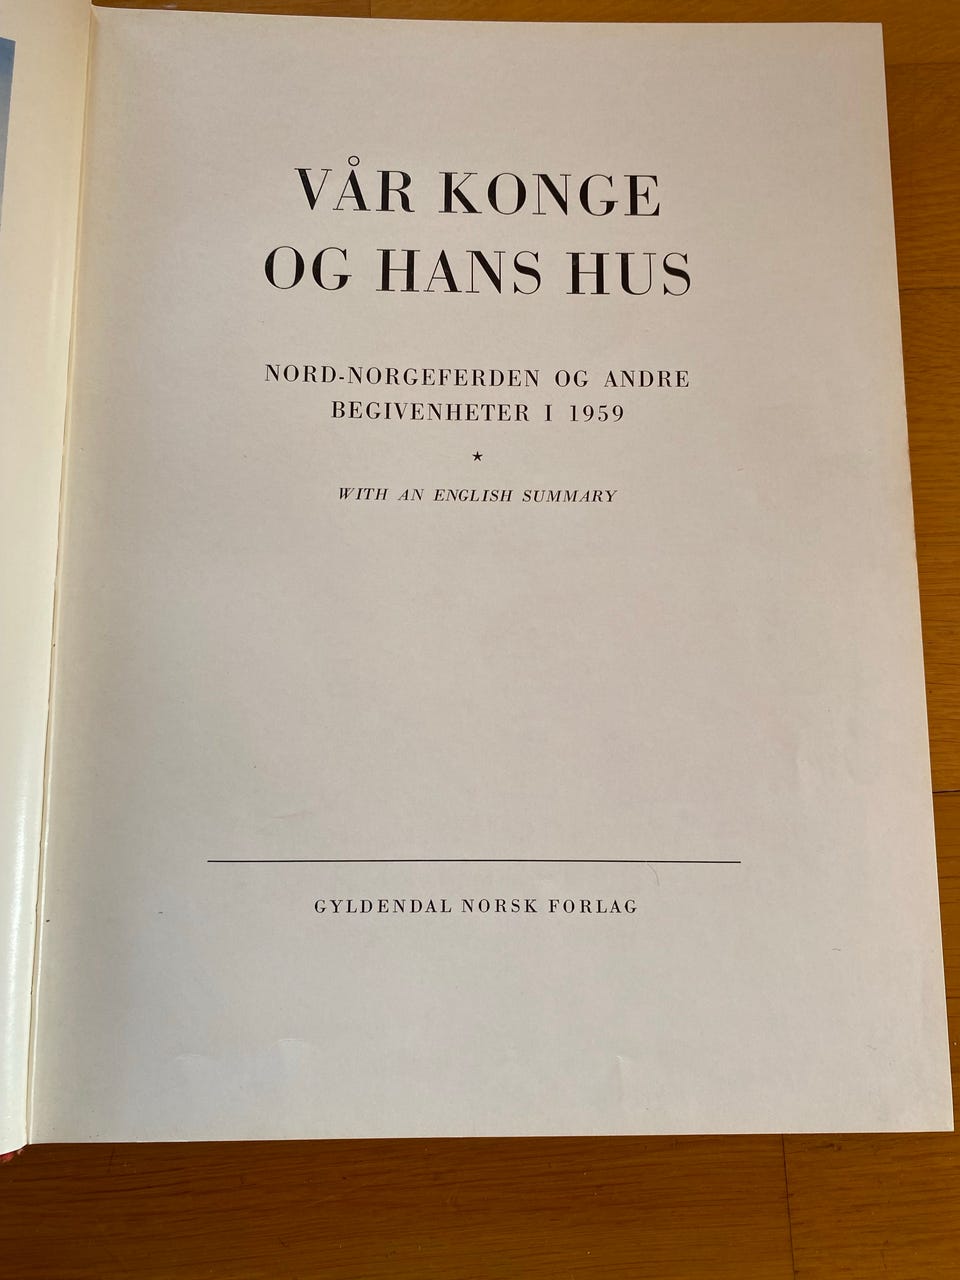 VÅR KONGE
OG HANS HUS
NORD-NORGEFERDEN OG ANDRE
BEGIVENHETER I 1959
★
WITH AN ENGLISH SUMMARY
GYLDENDAL NORSK FORLAG